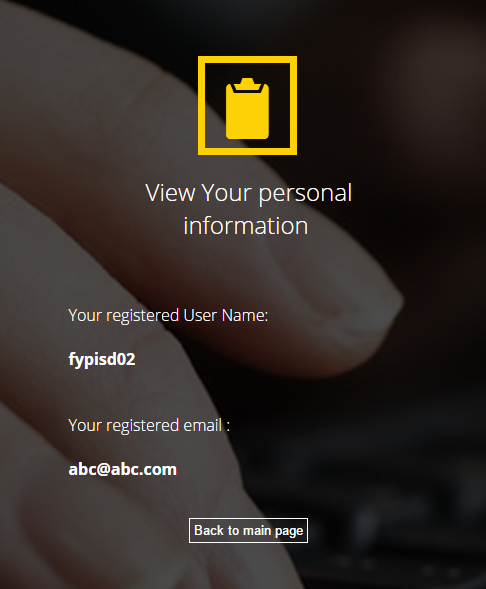 View Your personal
information
Your registered User Name:
fypisd02
Your registered email :
abc@abc.com
Back to main page